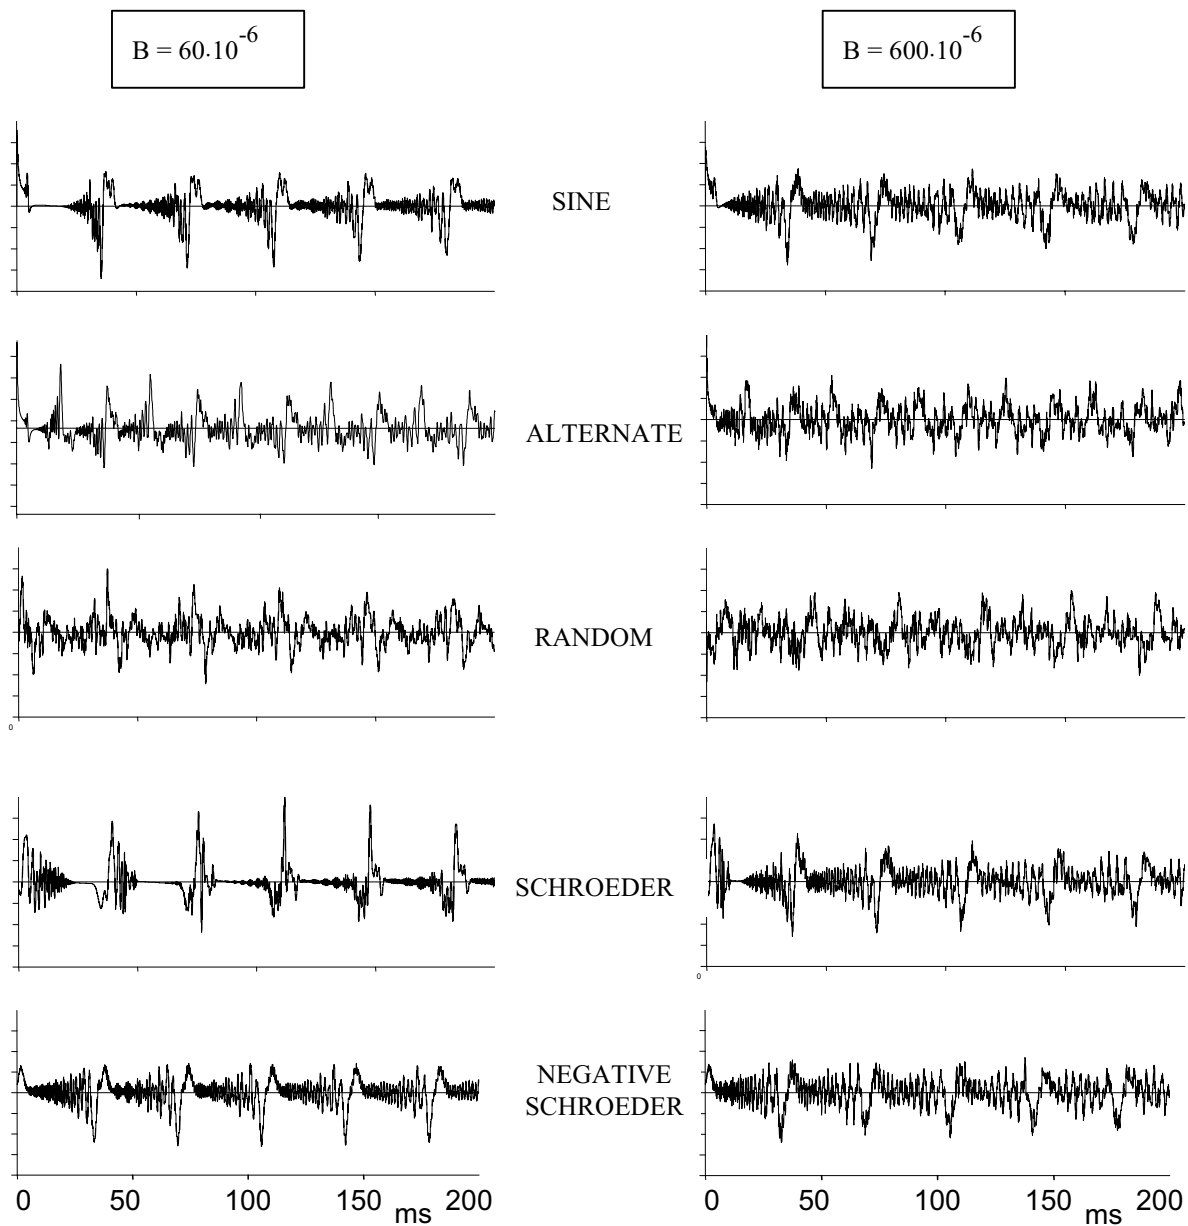 B = 60.10^-6
B = 600.10^-6
SINE
ALTERNATE
RANDOM
0
SCHROEDER
0
NEGATIVE
SCHROEDER
0 50 100 ms 150 200
0 50 100 ms 150 200